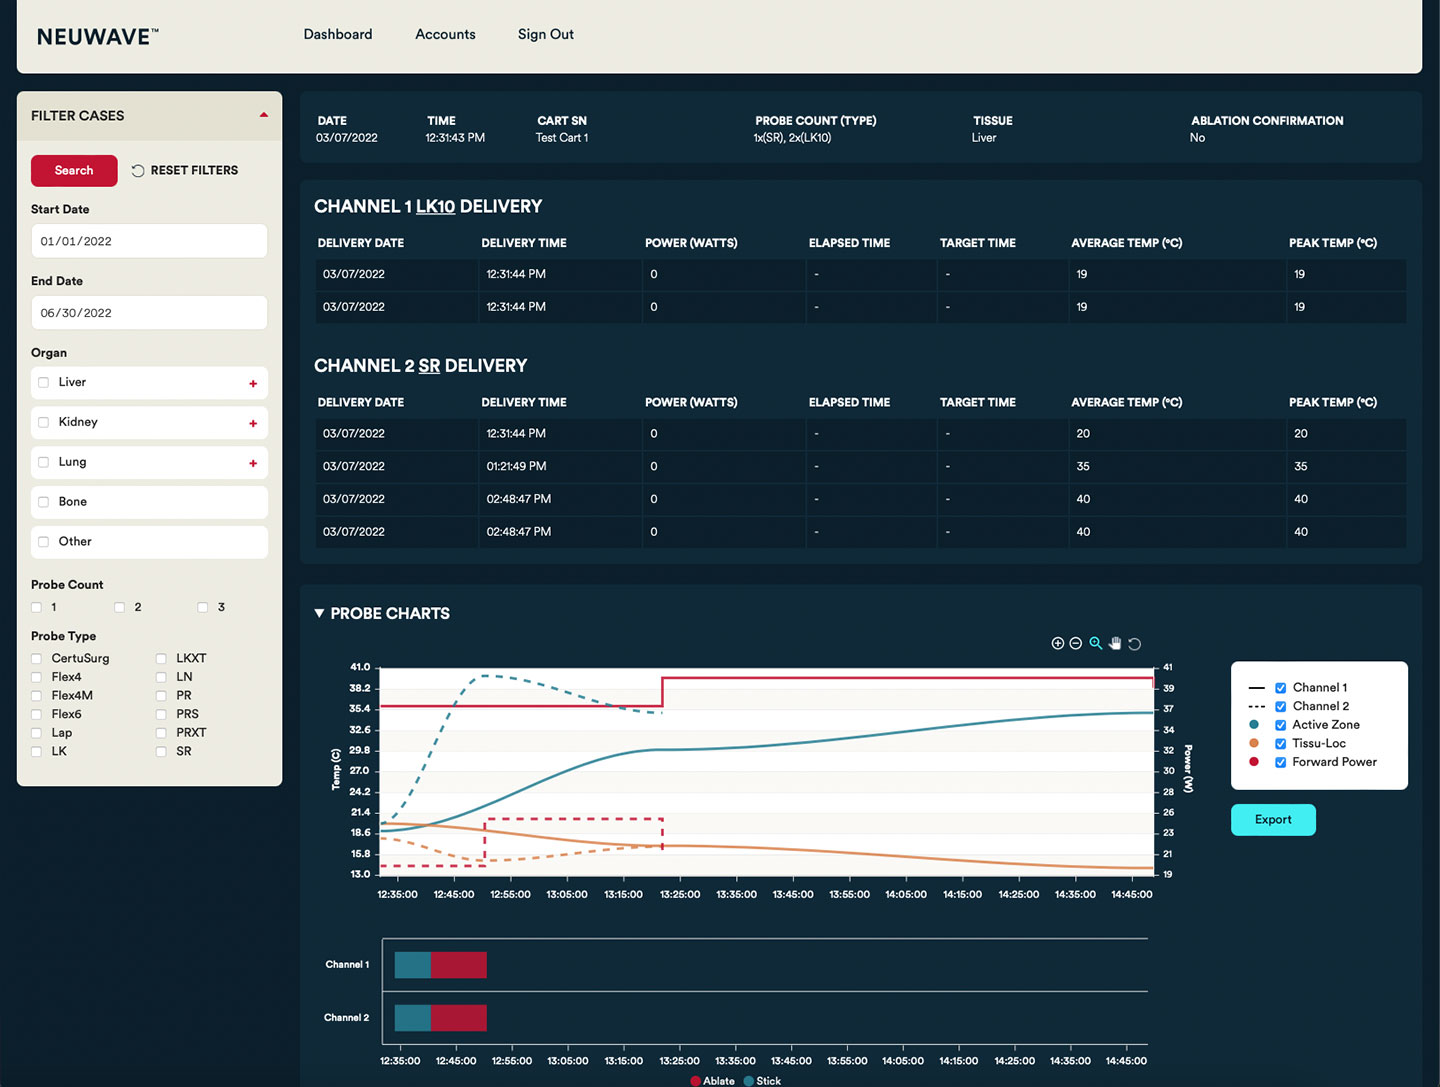 NEUWAVE™
Dashboard Accounts Sign Out
FILTER CASES
Search RESET FILTERS
Start Date
01/01/2022
End Date
06/30/2022
Organ
Liver +
Kidney +
Lung +
Bone
Other
Probe Count
1 2 3
Probe Type
CertuSurg LKXT
Flex4 LN
Flex4M PR
Flex6 PRS
Lap PRXT
LK SR
DATE TIME CART SN PROBE COUNT (TYPE) TISSUE ABLATION CONFIRMATION
03/07/2022 12:31:43 PM Test Cart 1 1x(SR), 2x(LK10) Liver No
CHANNEL 1 LK10 DELIVERY
DELIVERY DATE DELIVERY TIME POWER (WATTS) ELAPSED TIME TARGET TIME AVERAGE TEMP (°C) PEAK TEMP (°C)
03/07/2022 12:31:44 PM 0 - - 19 19
03/07/2022 12:31:44 PM 0 - - 19 19
CHANNEL 2 SR DELIVERY
DELIVERY DATE DELIVERY TIME POWER (WATTS) ELAPSED TIME TARGET TIME AVERAGE TEMP (°C) PEAK TEMP (°C)
03/07/2022 12:31:44 PM 0 - - 20 20
03/07/2022 01:21:49 PM 0 - - 35 35
03/07/2022 02:48:47 PM 0 - - 40 40
03/07/2022 02:48:47 PM 0 - - 40 40
▼ PROBE CHARTS
41.0 41
38.2 39
35.4 37
32.6 34
29.8 32
27.0 30
24.2 28
21.4 26
18.6 23
15.8 21
13.0 19
Temp (C)
Power (W)
12:35:00 12:45:00 12:55:00 13:05:00 13:15:00 13:25:00 13:35:00 13:45:00 13:55:00 14:05:00 14:15:00 14:25:00 14:35:00 14:45:00
Channel 1
Channel 2
Active Zone
Tissu-Loc
Forward Power
Export
Channel 1
Channel 2
12:35:00 12:45:00 12:55:00 13:05:00 13:15:00 13:25:00 13:35:00 13:45:00 13:55:00 14:05:00 14:15:00 14:25:00 14:35:00 14:45:00
Ablate Stick